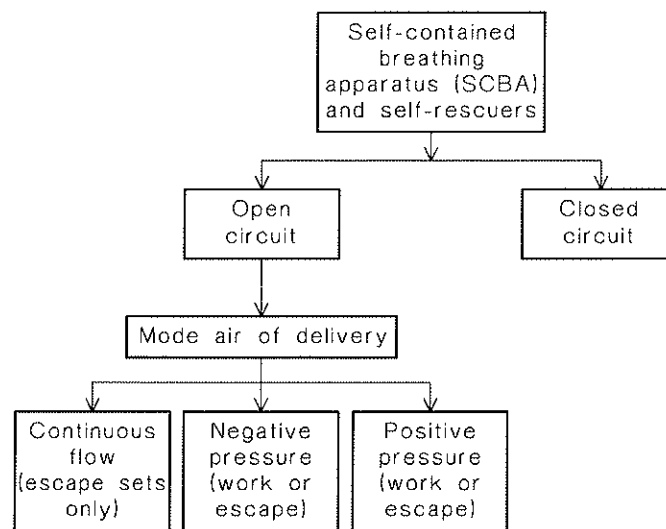 Self-contained
breathing
apparatus (SCBA)
and self-rescuers
Open
circuit
Closed
circuit
Mode air of delivery
Continuous
flow
(escape sets
only)
Negative
pressure
(work or
escape)
Positive
pressure
(work or
escape)